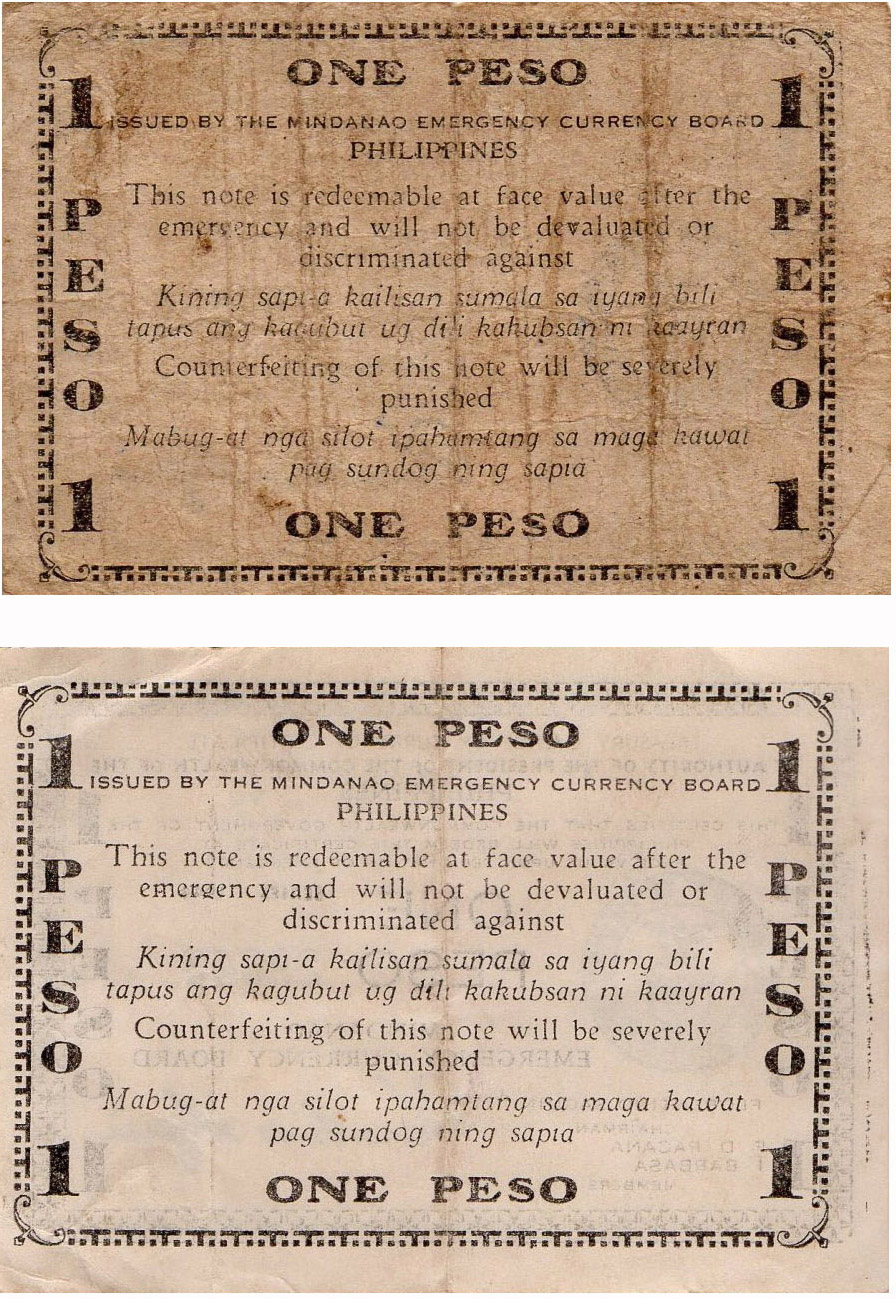 ONE PESO
1 1
ISSUED BY THE MINDANAO EMERGENCY CURRENCY BOARD
PHILIPPINES
This note is redeemable at face value after the
emergency and will not be devaluated or
discriminated against
Kining sapi-a kailisan sumala sa iyang bili
tapus ang kagubut ug dili kakubsan ni kaayran
Counterfeiting of this note will be severely
punished
Mabug-at nga silot ipahamtang sa maga kawat
pag sundog ning sapia
PESO
PESO
1 1
ONE PESO
ONE PESO
1 1
ISSUED BY THE MINDANAO EMERGENCY CURRENCY BOARD
PHILIPPINES
This note is redeemable at face value after the
emergency and will not be devaluated or
discriminated against
Kining sapi-a kailisan sumala sa iyang bili
tapus ang kagubut ug dili kakubsan ni kaayran
Counterfeiting of this note will be severely
punished
Mabug-at nga silot ipahamtang sa maga kawat
pag sundog ning sapia
PESO
PESO
1 1
ONE PESO